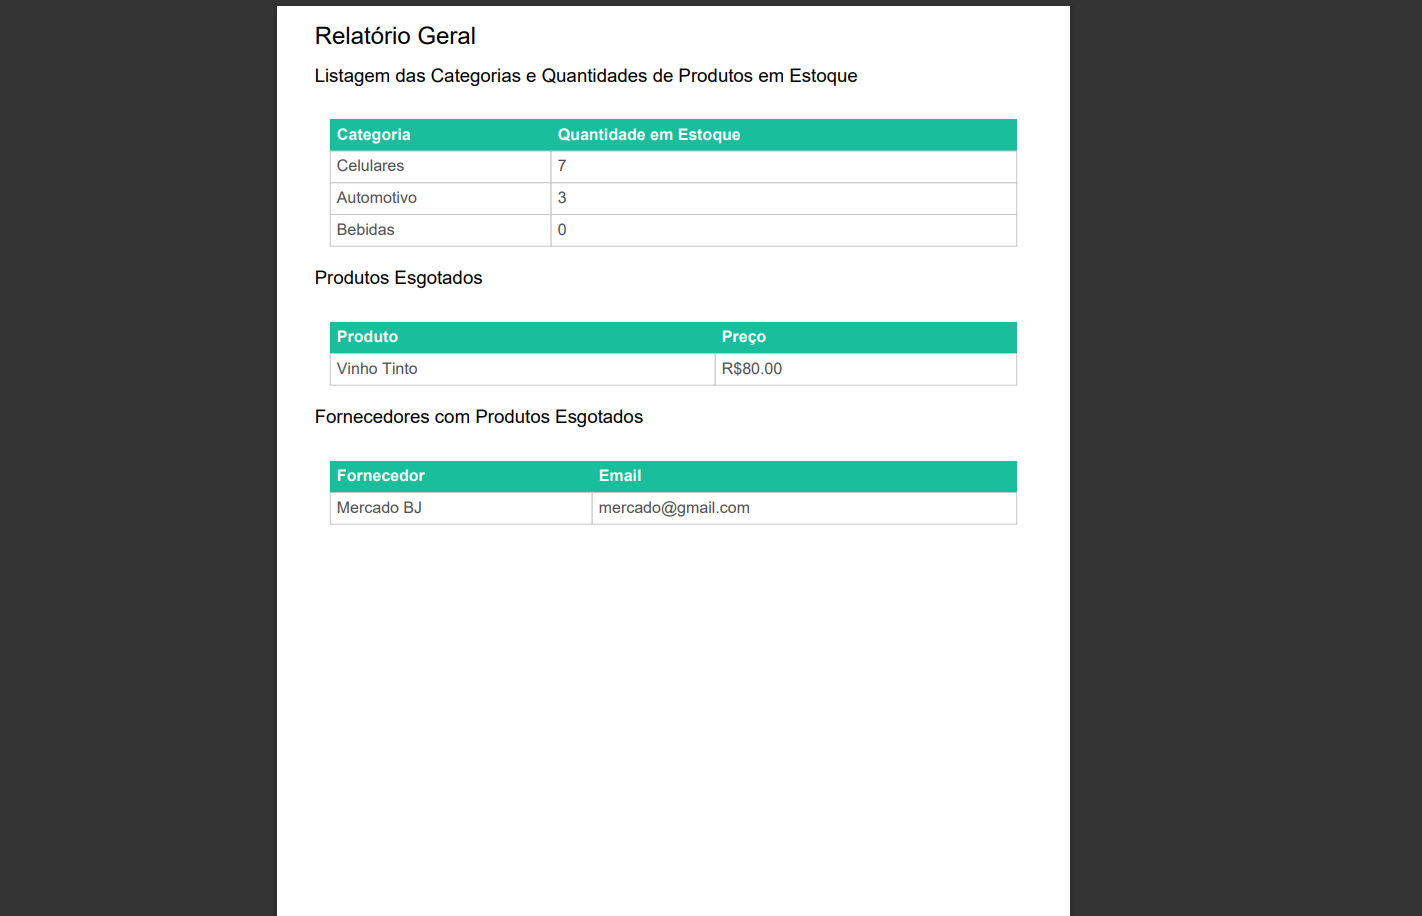 Relatório Geral
Listagem das Categorias e Quantidades de Produtos em Estoque
Categoria Quantidade em Estoque
Celulares 7
Automotivo 3
Bebidas 0
Produtos Esgotados
Produto Preço
Vinho Tinto R$80.00
Fornecedores com Produtos Esgotados
Fornecedor Email
Mercado BJ mercado@gmail.com